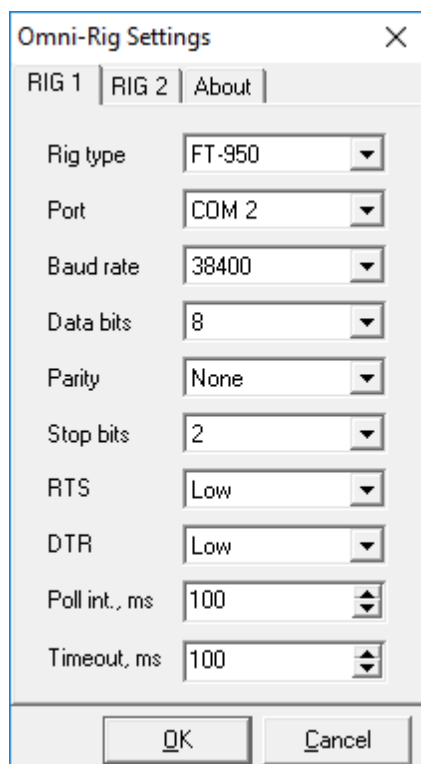 Omni-Rig Settings
RIG 1 RIG 2 About
Rig type FT-950
Port COM 2
Baud rate 38400
Data bits 8
Parity None
Stop bits 2
RTS Low
DTR Low
Poll int., ms 100
Timeout, ms 100
OK Cancel